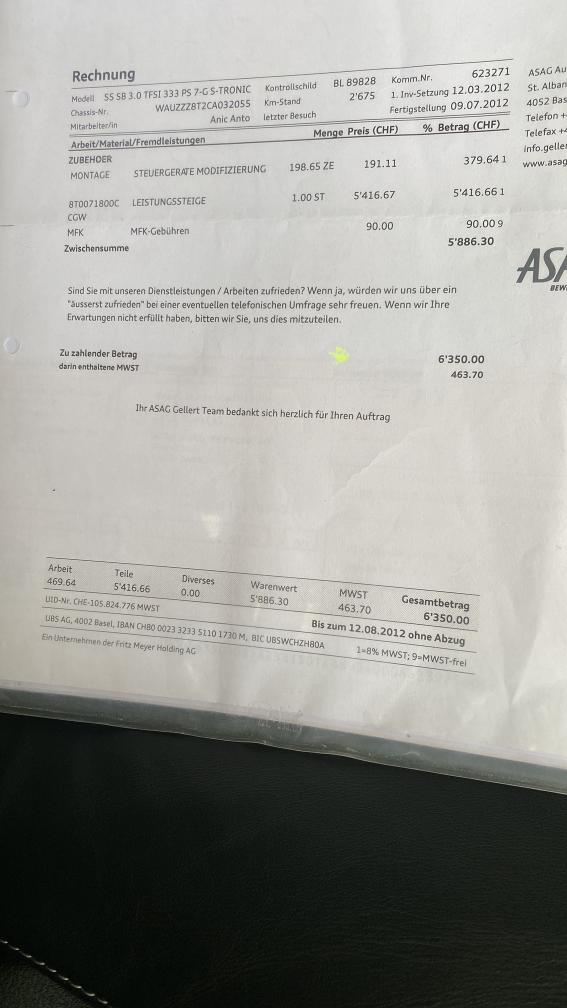 Rechnung
Modell S5 SB 3.0 TFSI 333 PS 7-G S-TRONIC Kontrollschild BL 89828 Komm.Nr. 623271
Chassis-Nr. WAUZZZ8T2CA032055 Km-Stand 2'675 1. Inv-Setzung 12.03.2012
Mitarbeiter/in Anic Anto letzter Besuch Fertigstellung 09.07.2012
ASAG Au
St. Alban
4052 Bas
Telefon +
Telefax +4
info.gelle
www.asag
Arbeit/Material/Fremdleistungen Menge Preis (CHF) % Betrag (CHF)
ZUBEHOER
MONTAGE STEUERGERATE MODIFIZIERUNG 198.65 ZE 191.11 379.64 1
8T0071800C LEISTUNGSSTEIGE 1.00 ST 5'416.67 5'416.66 1
CGW
MFK MFK-Gebühren 90.00 90.00 9
Zwischensumme 5'886.30
ASA
BEW
Sind Sie mit unseren Dienstleistungen / Arbeiten zufrieden? Wenn ja, würden wir uns über ein
"äusserst zufrieden" bei einer eventuellen telefonischen Umfrage sehr freuen. Wenn wir Ihre
Erwartungen nicht erfüllt haben, bitten wir Sie, uns dies mitzuteilen.
Zu zahlender Betrag 6'350.00
darin enthaltene MWST 463.70
Ihr ASAG Gellert Team bedankt sich herzlich für Ihren Auftrag
Arbeit Teile Diverses Warenwert MWST Gesamtbetrag
469.64 5'416.66 0.00 5'886.30 463.70 6'350.00
UID-Nr. CHE-105.824.776 MWST Bis zum 12.08.2012 ohne Abzug
UBS AG, 4002 Basel, IBAN CH80 0023 3233 5110 1730 M, BIC UBSWCHZH80A 1=8% MWST; 9=MWST-frei
Ein Unternehmen der Fritz Meyer Holding AG